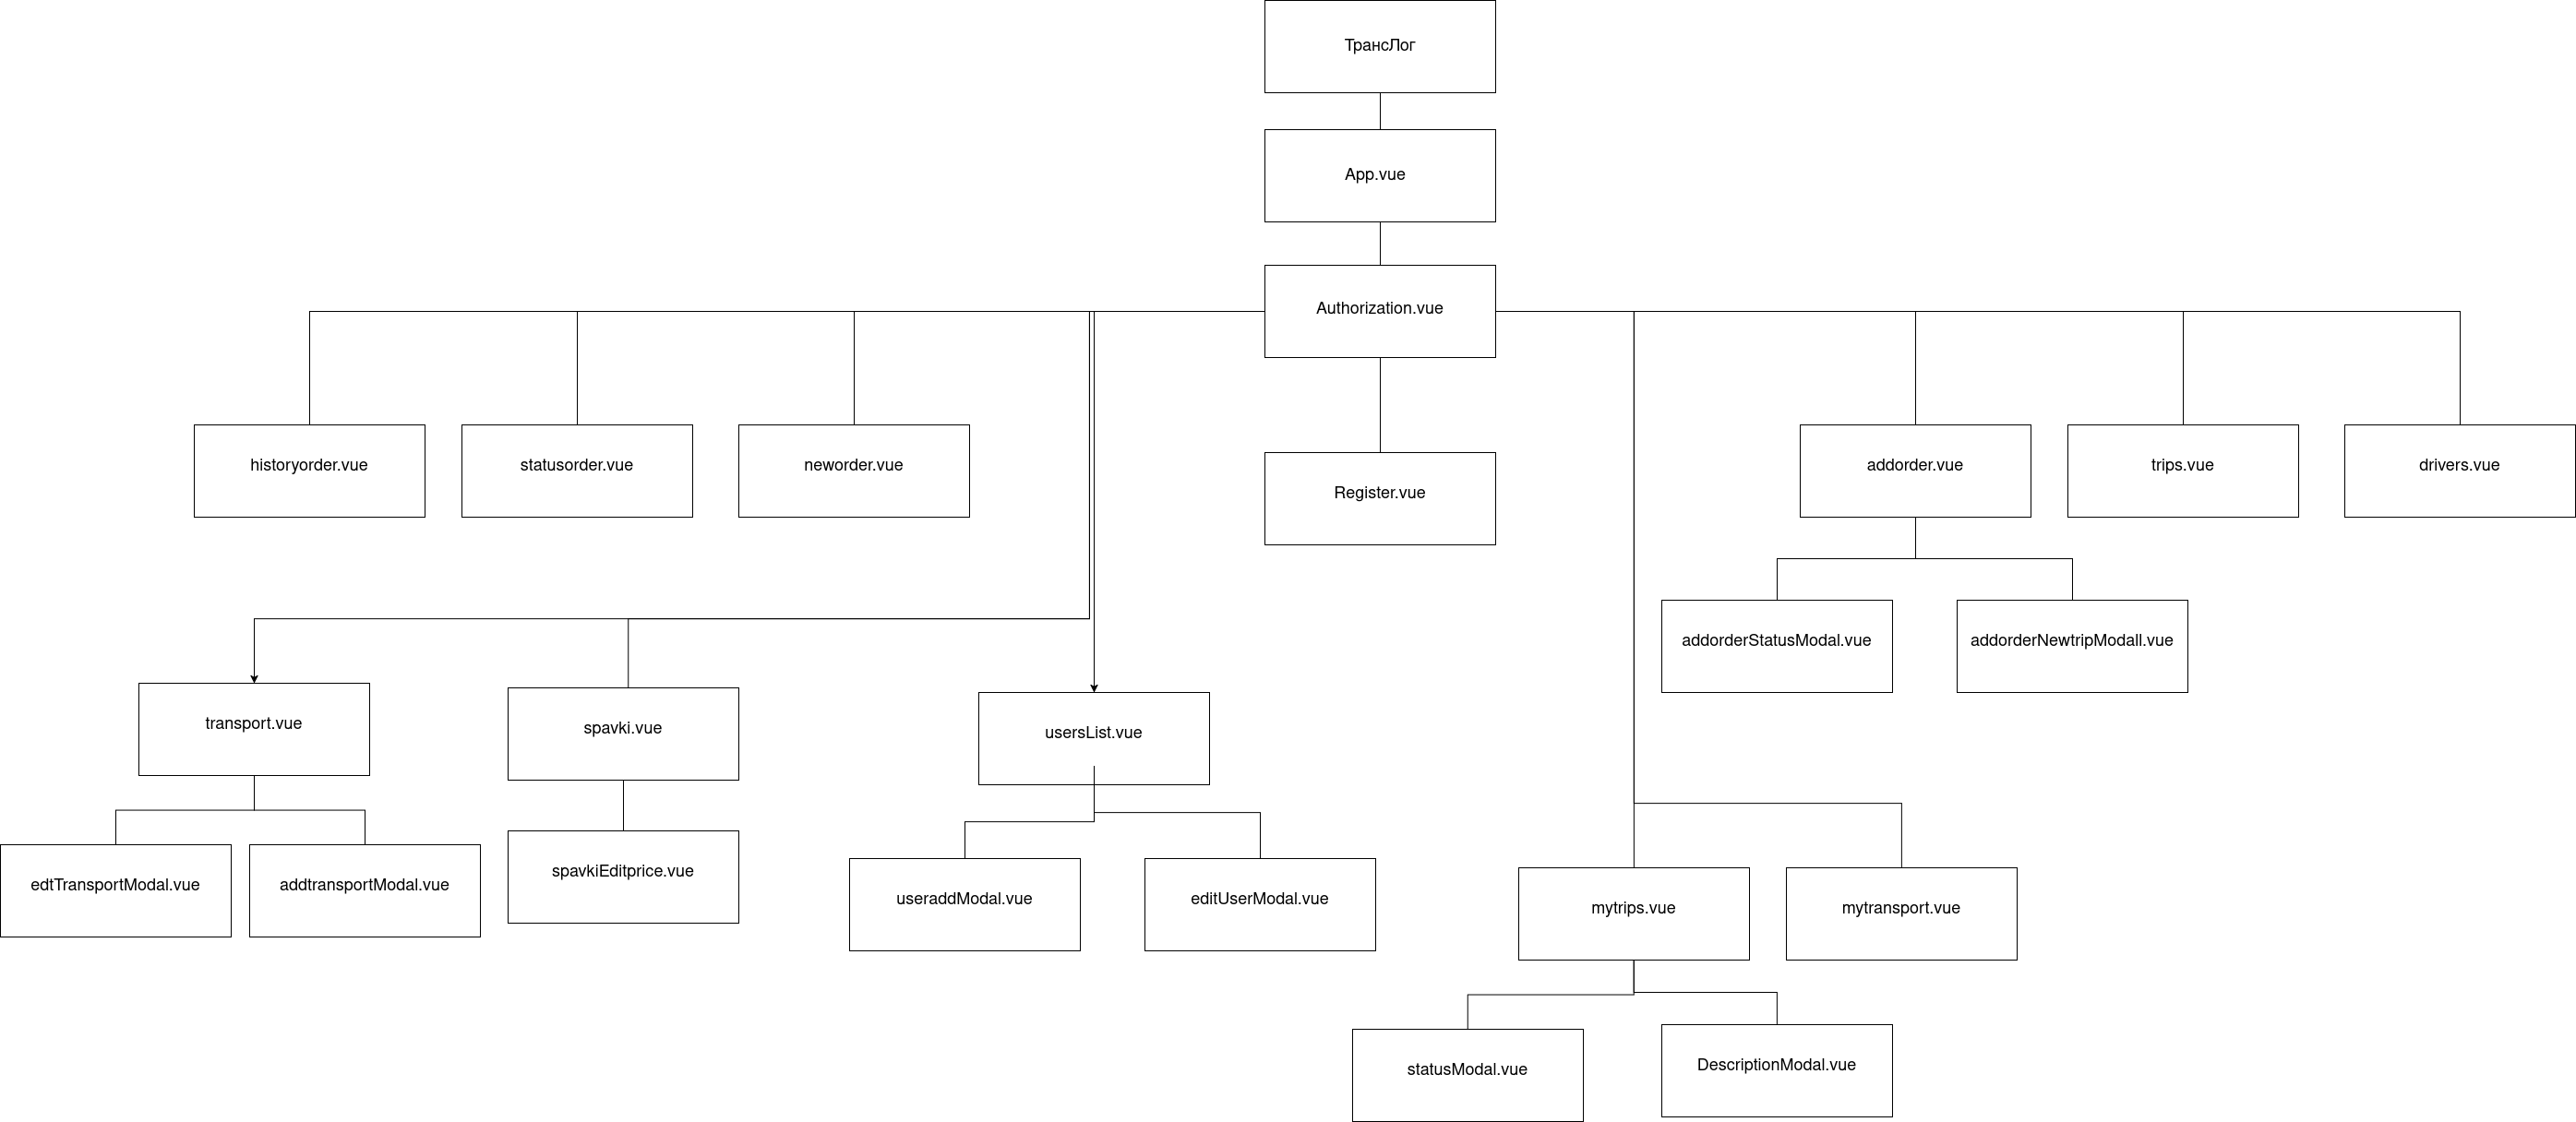 ТрансЛог
App.vue
Authorization.vue
historyorder.vue
statusorder.vue
neworder.vue
Register.vue
addorder.vue
trips.vue
drivers.vue
addorderStatusModal.vue
addorderNewtripModall.vue
transport.vue
spavki.vue
usersList.vue
edtTransportModal.vue
addtransportModal.vue
spavkiEditprice.vue
useraddModal.vue
editUserModal.vue
mytrips.vue
mytransport.vue
statusModal.vue
DescriptionModal.vue